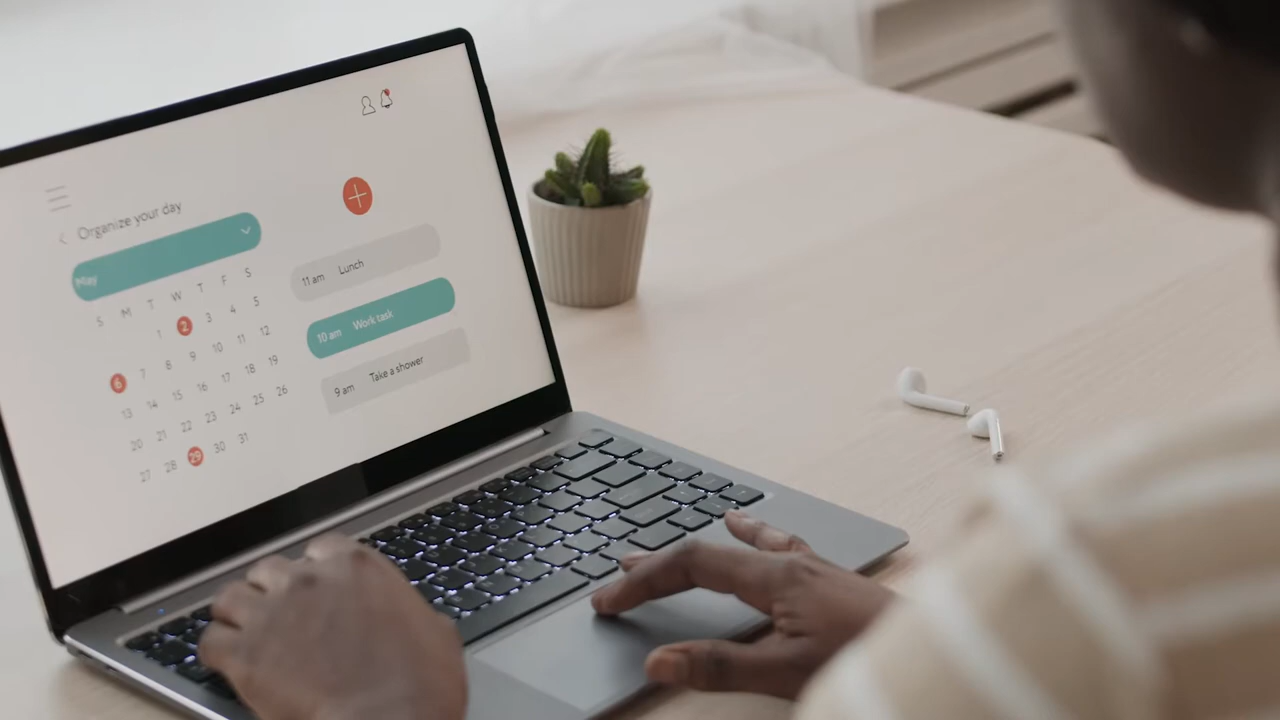 Organize your day
May
S M T W T F S
1 2 3 4 5
6 7 8 9 10 11 12
13 14 15 16 17 18 19
20 21 22 23 24 25 26
27 28 29 30 31
11 am Lunch
10 am Work task
9 am Take a shower